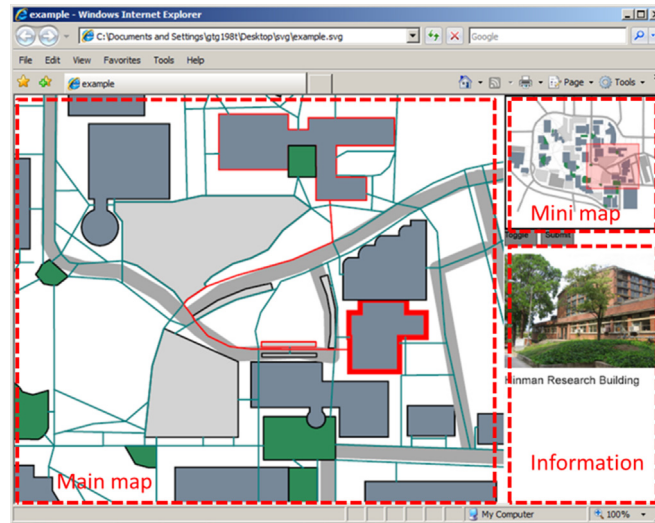 example - Windows Internet Explorer
C:\Documents and Settings\gtg198t\Desktop\svg\example.svg
Google
File Edit View Favorites Tools Help
example
Page
Tools
Mini map
Toggle Submit
Hinman Research Building
Main map
Information
My Computer
100%